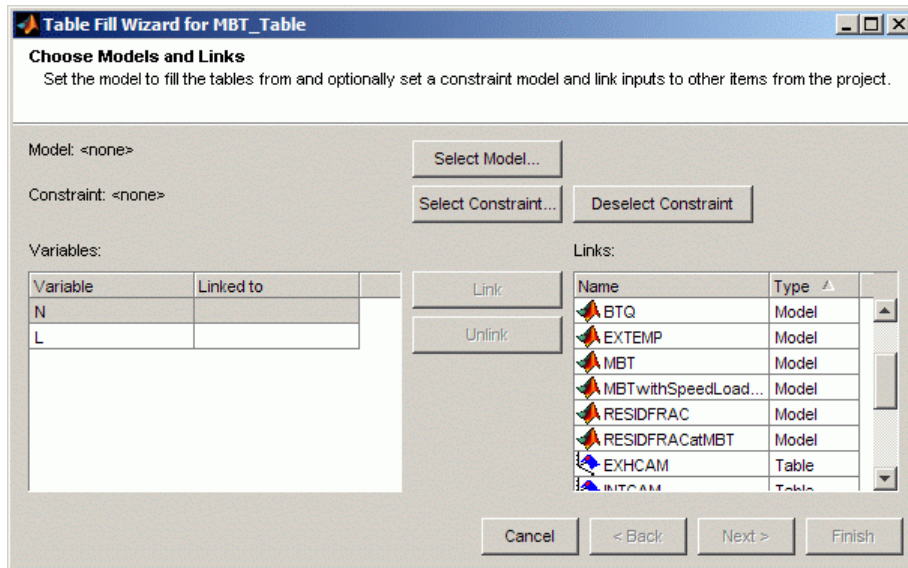 Table Fill Wizard for MBT_Table
Choose Models and Links
Set the model to fill the tables from and optionally set a constraint model and link inputs to other items from the project.
Model: <none>
Select Model...
Constraint: <none>
Select Constraint...
Deselect Constraint
Variables:
Links:
Variable Linked to
Link
Name Type
N
BTQ Model
L
Unlink
EXTEMP Model
MBT Model
MBTwithSpeedLoad... Model
RESIDFRAC Model
RESIDFRACatMBT Model
EXHCAM Table
INTCAM Table
Cancel
< Back
Next >
Finish